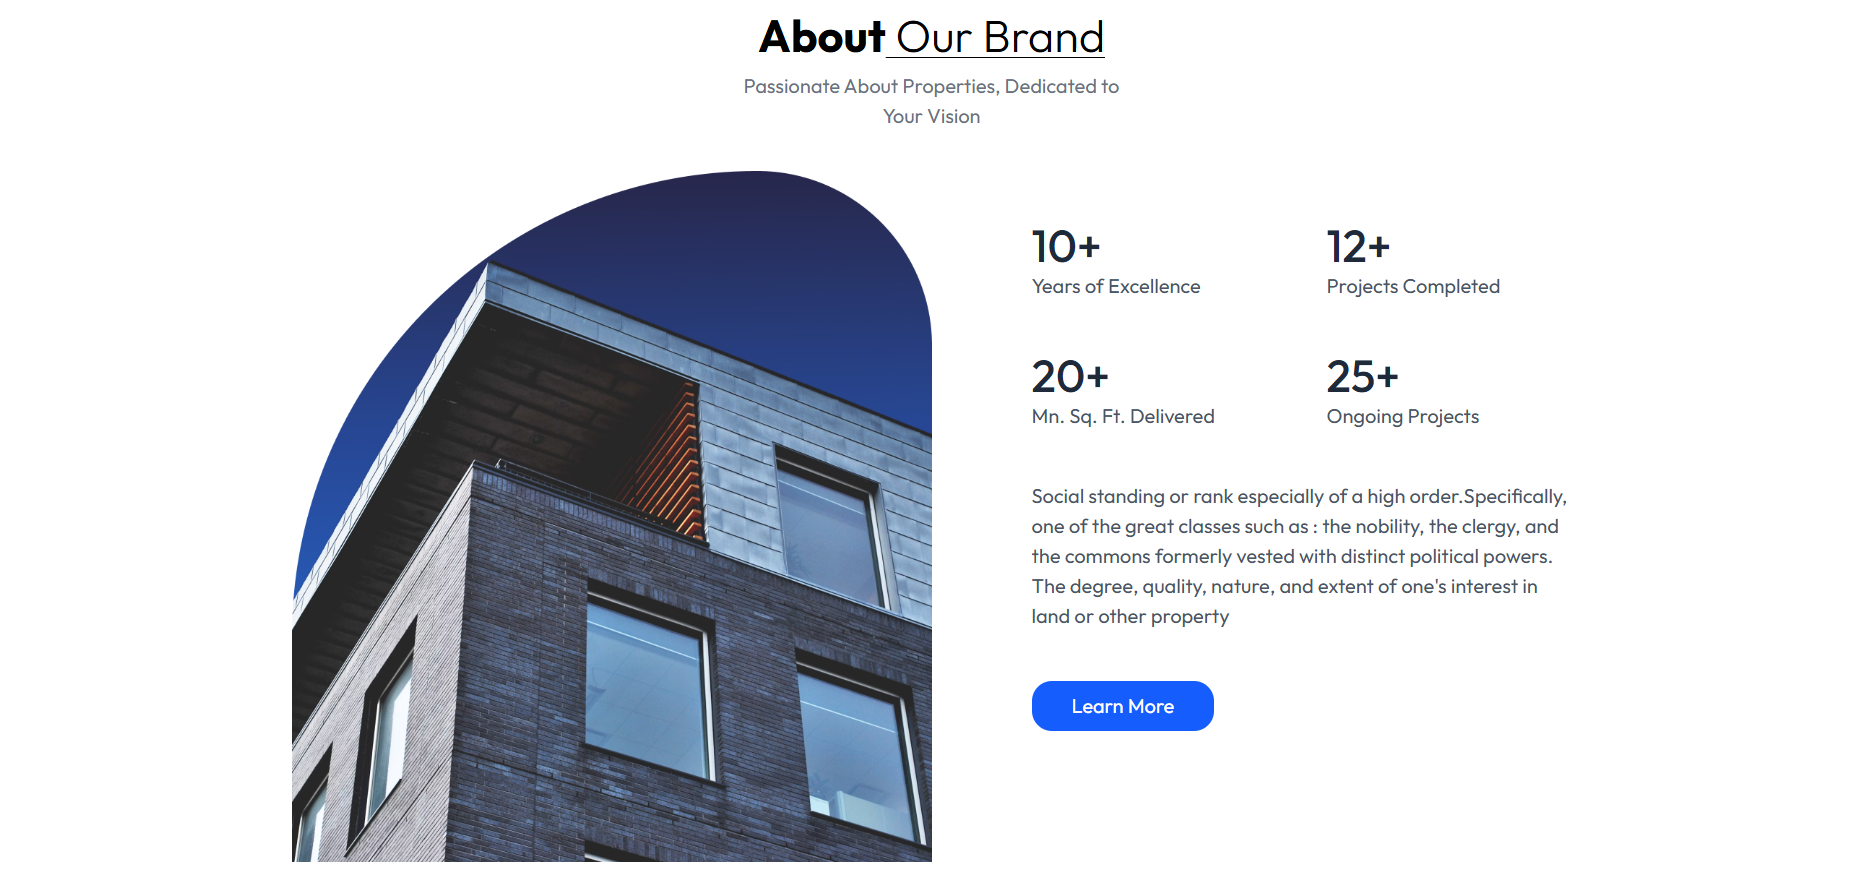 About Our Brand
Passionate About Properties, Dedicated to
Your Vision
10+
Years of Excellence
12+
Projects Completed
20+
Mn. Sq. Ft. Delivered
25+
Ongoing Projects
Social standing or rank especially of a high order.Specifically,
one of the great classes such as : the nobility, the clergy, and
the commons formerly vested with distinct political powers.
The degree, quality, nature, and extent of one's interest in
land or other property
Learn More